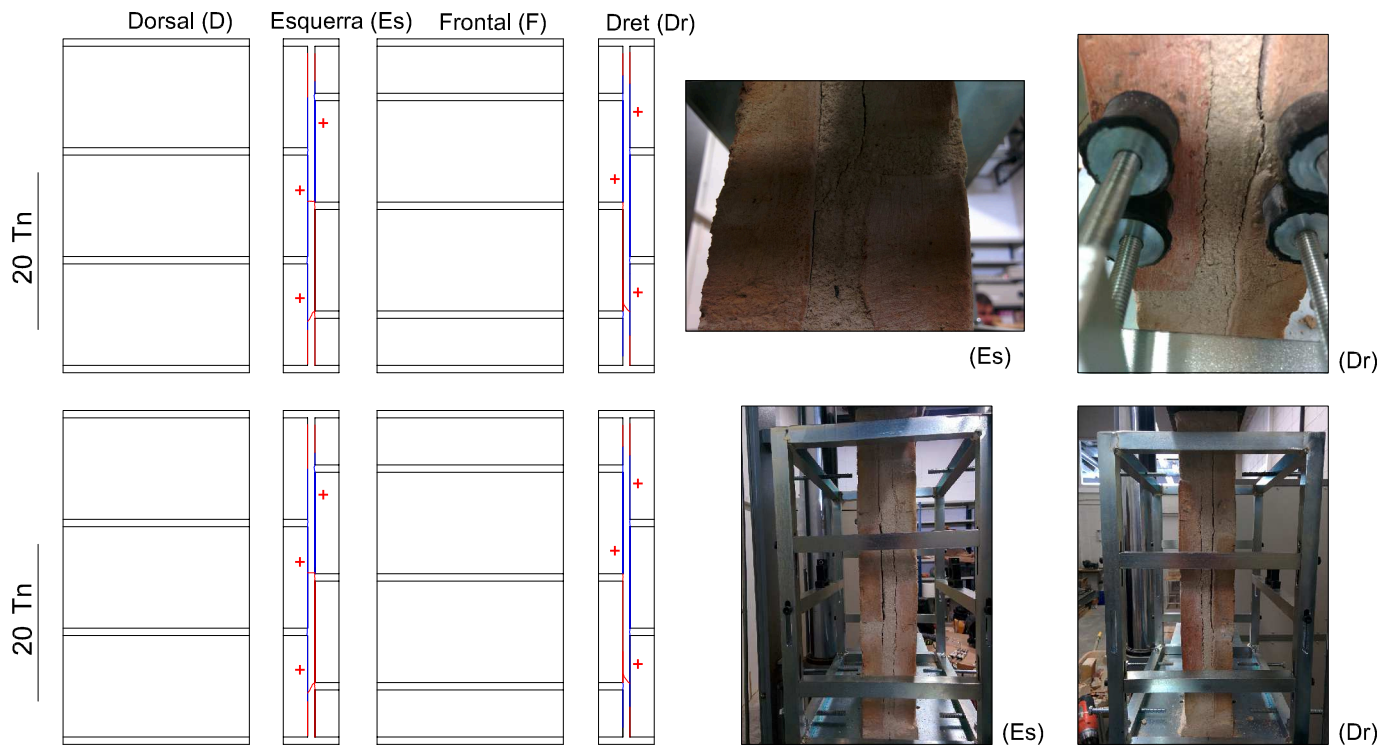 Dorsal (D)
Esquerra (Es)
Frontal (F)
Dret (Dr)
20 Tn
(Es)
(Dr)
20 Tn
(Es)
(Dr)